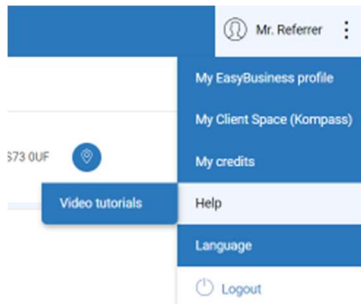 Mr. Referrer
My EasyBusiness profile
My Client Space (Kompass)
S73 0UF
My credits
Video tutorials
Help
Language
Logout